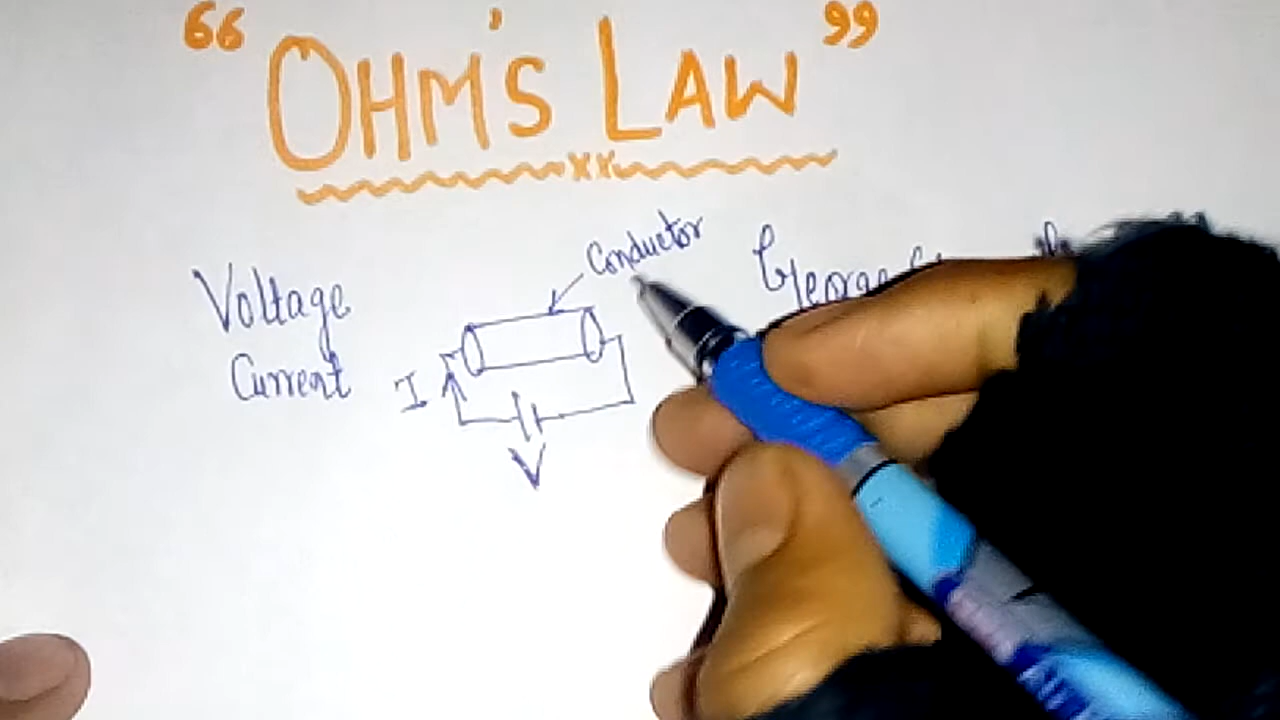 “ OHM'S LAW ”
Conductor
Voltage
Current
I
V